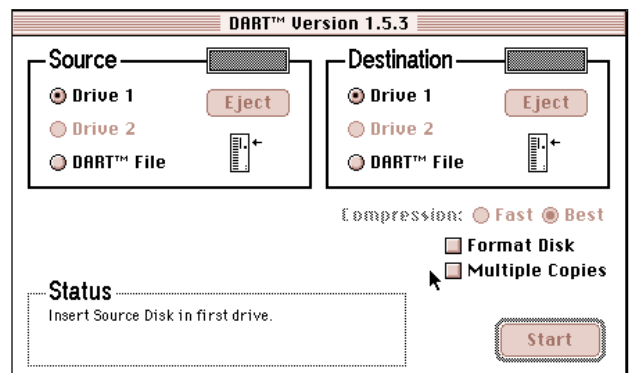 DART™ Version 1.5.3
Source
Drive 1
Eject
Drive 2
DART™ File
Destination
Drive 1
Eject
Drive 2
DART™ File
Compression: Fast Best
Format Disk
Multiple Copies
Status
Insert Source Disk in first drive.
Start